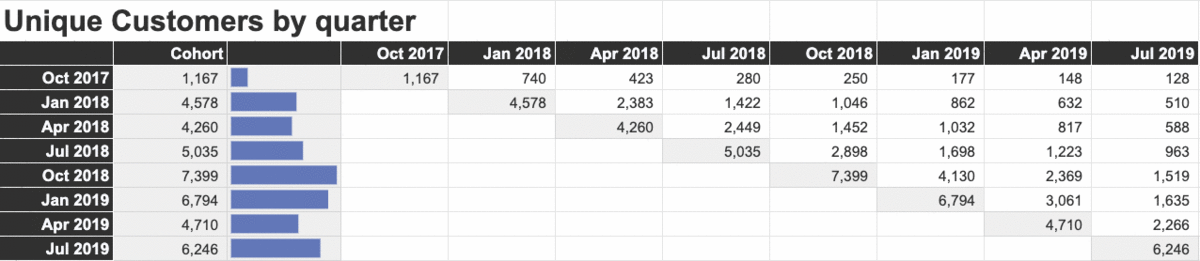 Unique Customers by quarter
Cohort Oct 2017 Jan 2018 Apr 2018 Jul 2018 Oct 2018 Jan 2019 Apr 2019 Jul 2019
Oct 2017 1,167 1,167 740 423 280 250 177 148 128
Jan 2018 4,578 4,578 2,383 1,422 1,046 862 632 510
Apr 2018 4,260 4,260 2,449 1,452 1,032 817 588
Jul 2018 5,035 5,035 2,898 1,698 1,223 963
Oct 2018 7,399 7,399 4,130 2,369 1,519
Jan 2019 6,794 6,794 3,061 1,635
Apr 2019 4,710 4,710 2,266
Jul 2019 6,246 6,246